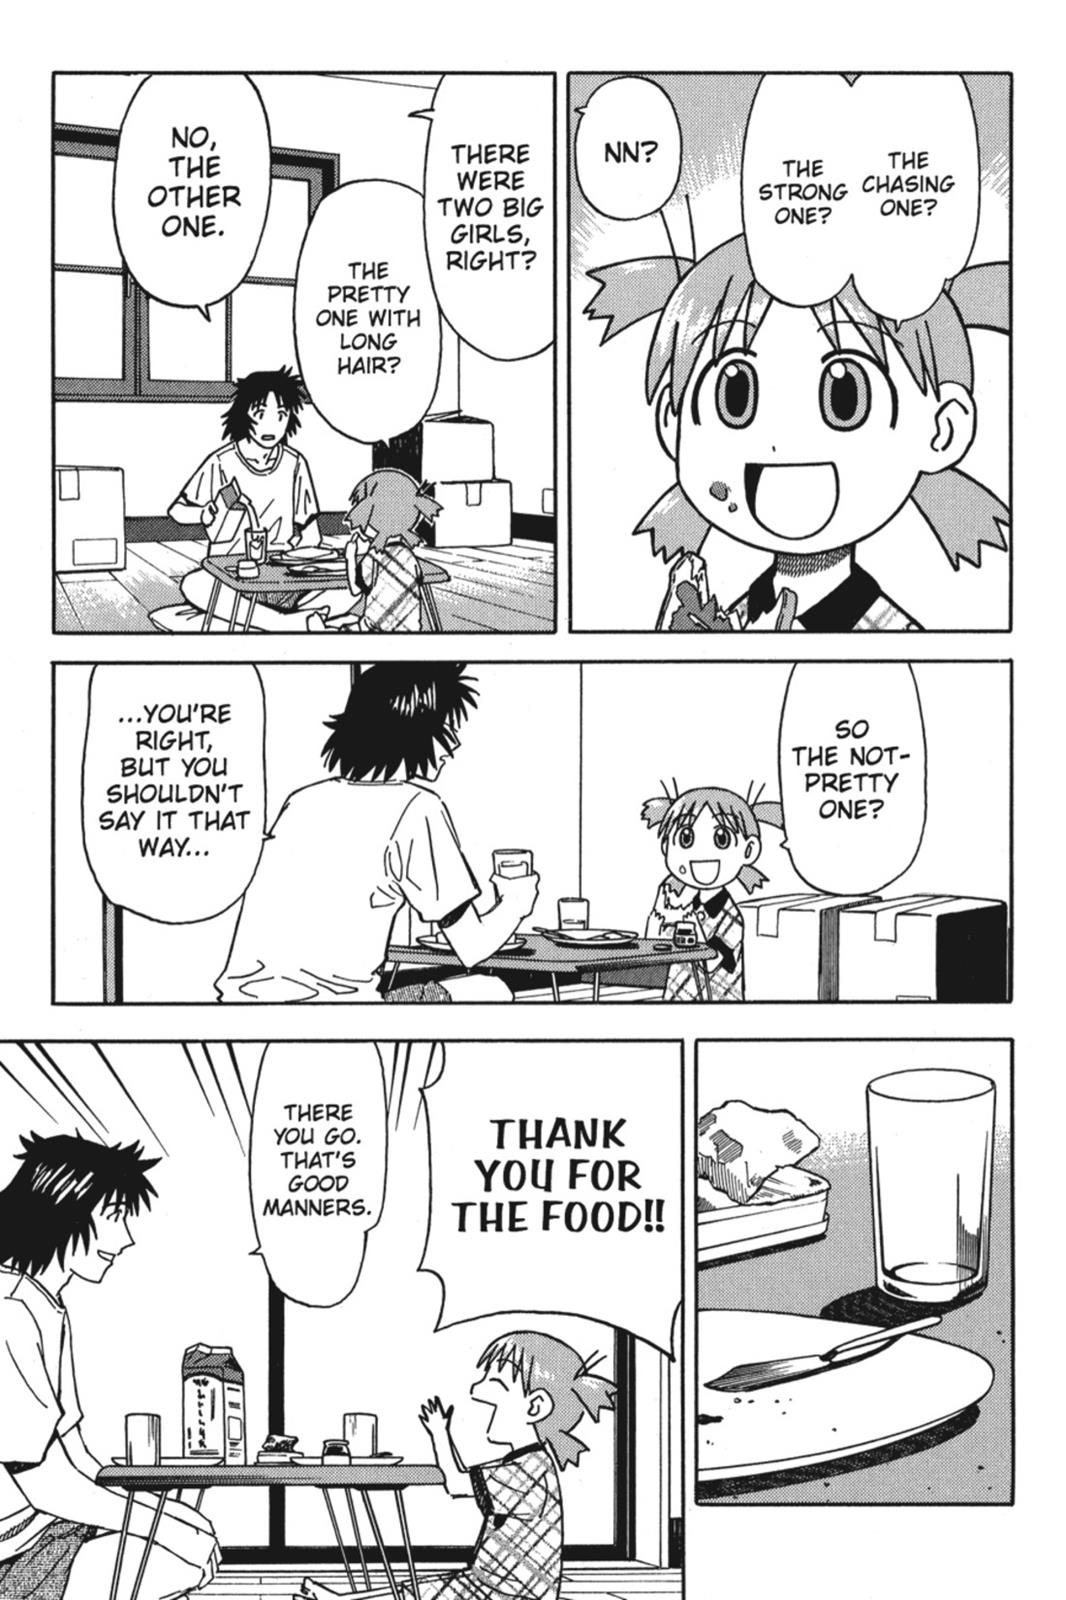 THE
CHASING
ONE?
THE
STRONG
ONE?
NN?
THERE
WERE
TWO BIG
GIRLS,
RIGHT?
THE
PRETTY
ONE WITH
LONG
HAIR?
NO,
THE
OTHER
ONE.
SO
THE NOT-
PRETTY
ONE?
...YOU'RE
RIGHT,
BUT YOU
SHOULDN'T
SAY IT THAT
WAY...
THANK
YOU FOR
THE FOOD!!
THERE
YOU GO.
THAT'S
GOOD
MANNERS.